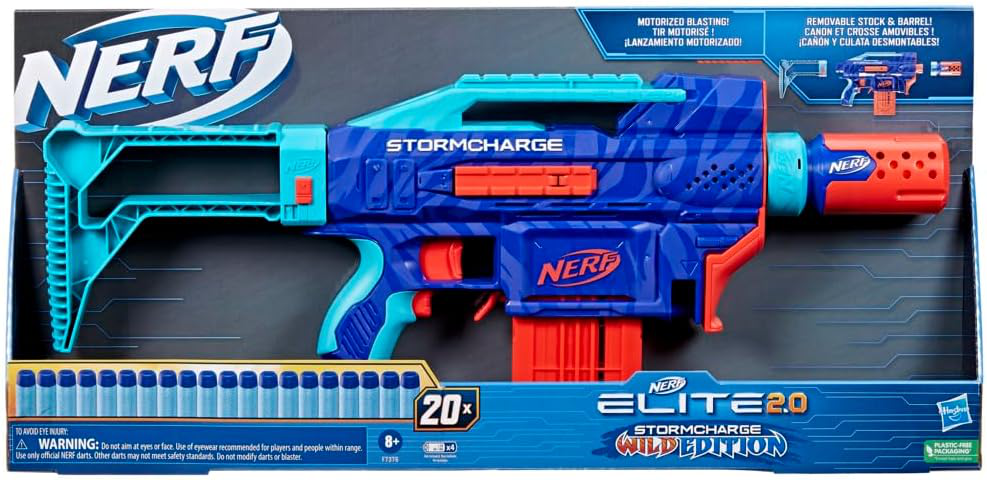 NERF
MOTORIZED BLASTING!
TIR MOTORISÉ !
¡LANZAMIENTO MOTORIZADO!
REMOVABLE STOCK & BARREL!
CANON ET CROSSE AMOVIBLES !
¡CAÑÓN Y CULATA DESMONTABLES!
STORMCHARGE
NERF
NERF
NERF
NERF
20x
NERF
ELITE 2.0
STORMCHARGE
WILD EDITION
TO AVOID EYE INJURY:
WARNING: Do not aim at eyes or face. Use of eyewear recommended for players and people within range.
Use only official NERF darts. Other darts may not meet safety standards. Do not modify darts or blaster.
8+
F7376
x4
Hasbro
PLASTIC-FREE
PACKAGING*